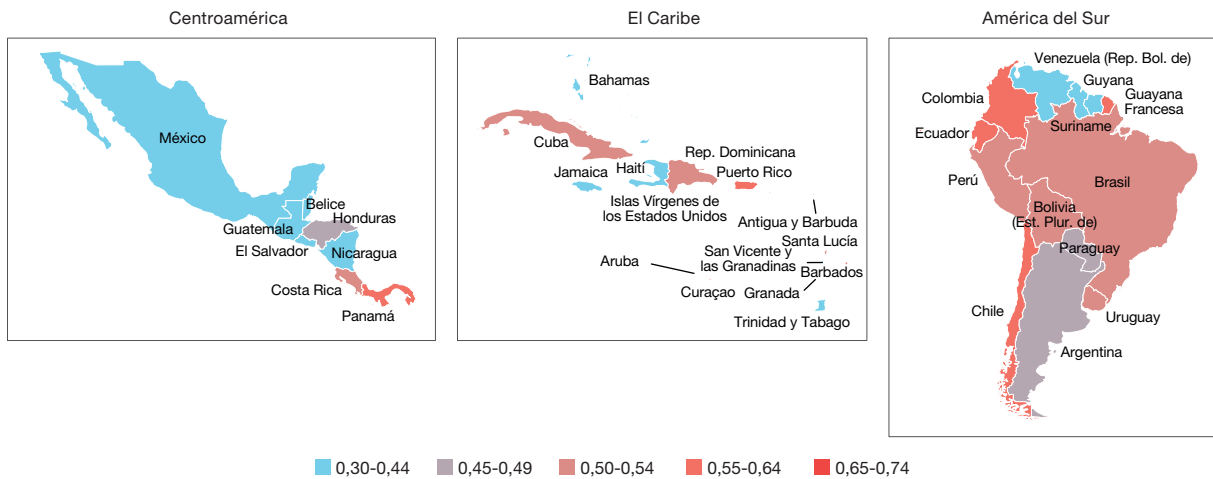 Centroamérica
México
Belice
Honduras
Guatemala
El Salvador
Nicaragua
Costa Rica
Panamá
El Caribe
Bahamas
Cuba
Rep. Dominicana
Jamaica
Haití
Puerto Rico
Islas Vírgenes de
los Estados Unidos
Antigua y Barbuda
Santa Lucía
San Vicente y
las Granadinas
Aruba
Barbados
Curaçao
Granada
Trinidad y Tabago
América del Sur
Venezuela (Rep. Bol. de)
Guyana
Colombia
Guayana
Francesa
Suriname
Ecuador
Perú
Brasil
Bolivia
(Est. Plur. de)
Paraguay
Chile
Uruguay
Argentina
0,30-0,44
0,45-0,49
0,50-0,54
0,55-0,64
0,65-0,74